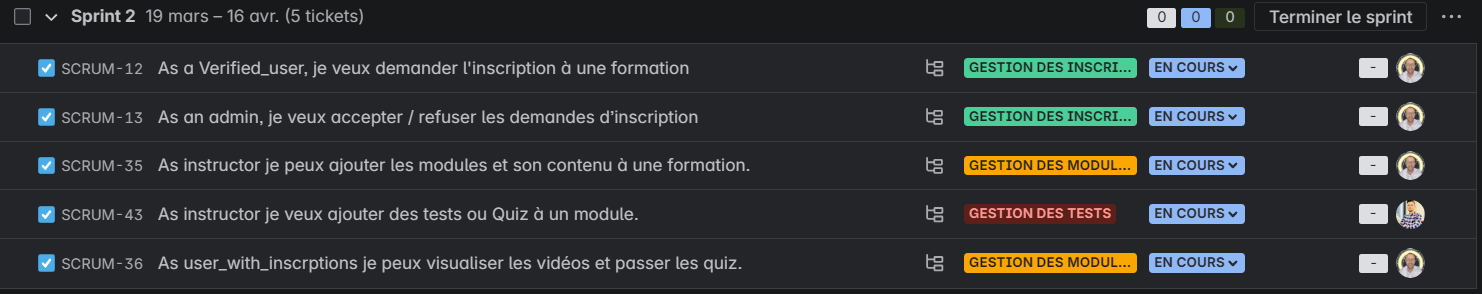 Sprint 2 19 mars – 16 avr. (5 tickets) 0 0 0 Terminer le sprint ...
SCRUM-12 As a Verified_user, je veux demander l'inscription à une formation GESTION DES INSCRI... EN COURS -
SCRUM-13 As an admin, je veux accepter / refuser les demandes d’inscription GESTION DES INSCRI... EN COURS -
SCRUM-35 As instructor je peux ajouter les modules et son contenu à une formation. GESTION DES MODUL... EN COURS -
SCRUM-43 As instructor je veux ajouter des tests ou Quiz à un module. GESTION DES TESTS EN COURS -
SCRUM-36 As user_with_inscrptions je peux visualiser les vidéos et passer les quiz. GESTION DES MODUL... EN COURS -